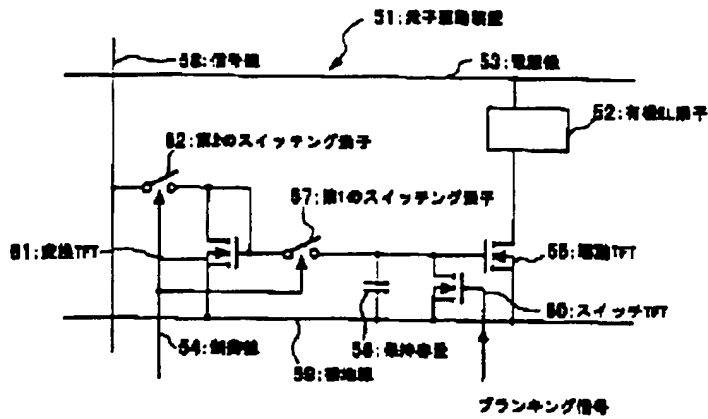 51:素子駆動装置
58:信号線
53:電源線
52:有機EL素子
62:第2のスイッチング素子
57:第1のスイッチング素子
61:変換TFT
55:駆動TFT
60:スイッチTFT
54:制御線
59:接地線
56:保持容量
ブランキング信号